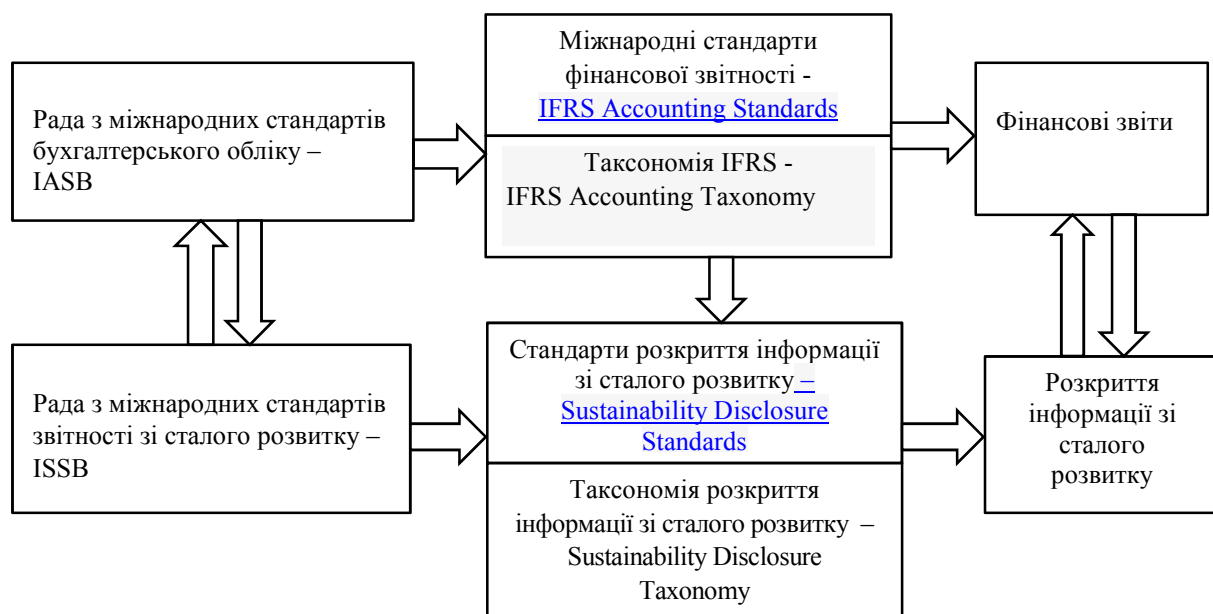 Рада з міжнародних стандартів
бухгалтерського обліку –
IASB
Міжнародні стандарти
фінансової звітності -
IFRS Accounting Standards
Таксономія IFRS -
IFRS Accounting Taxonomy
Фінансові звіти
Рада з міжнародних стандартів
звітності зі сталого розвитку –
ISSB
Стандарти розкриття інформації
зі сталого розвитку –
Sustainability Disclosure
Standards
Таксономія розкриття
інформації зі сталого розвитку –
Sustainability Disclosure
Taxonomy
Розкриття
інформації зі
сталого
розвитку